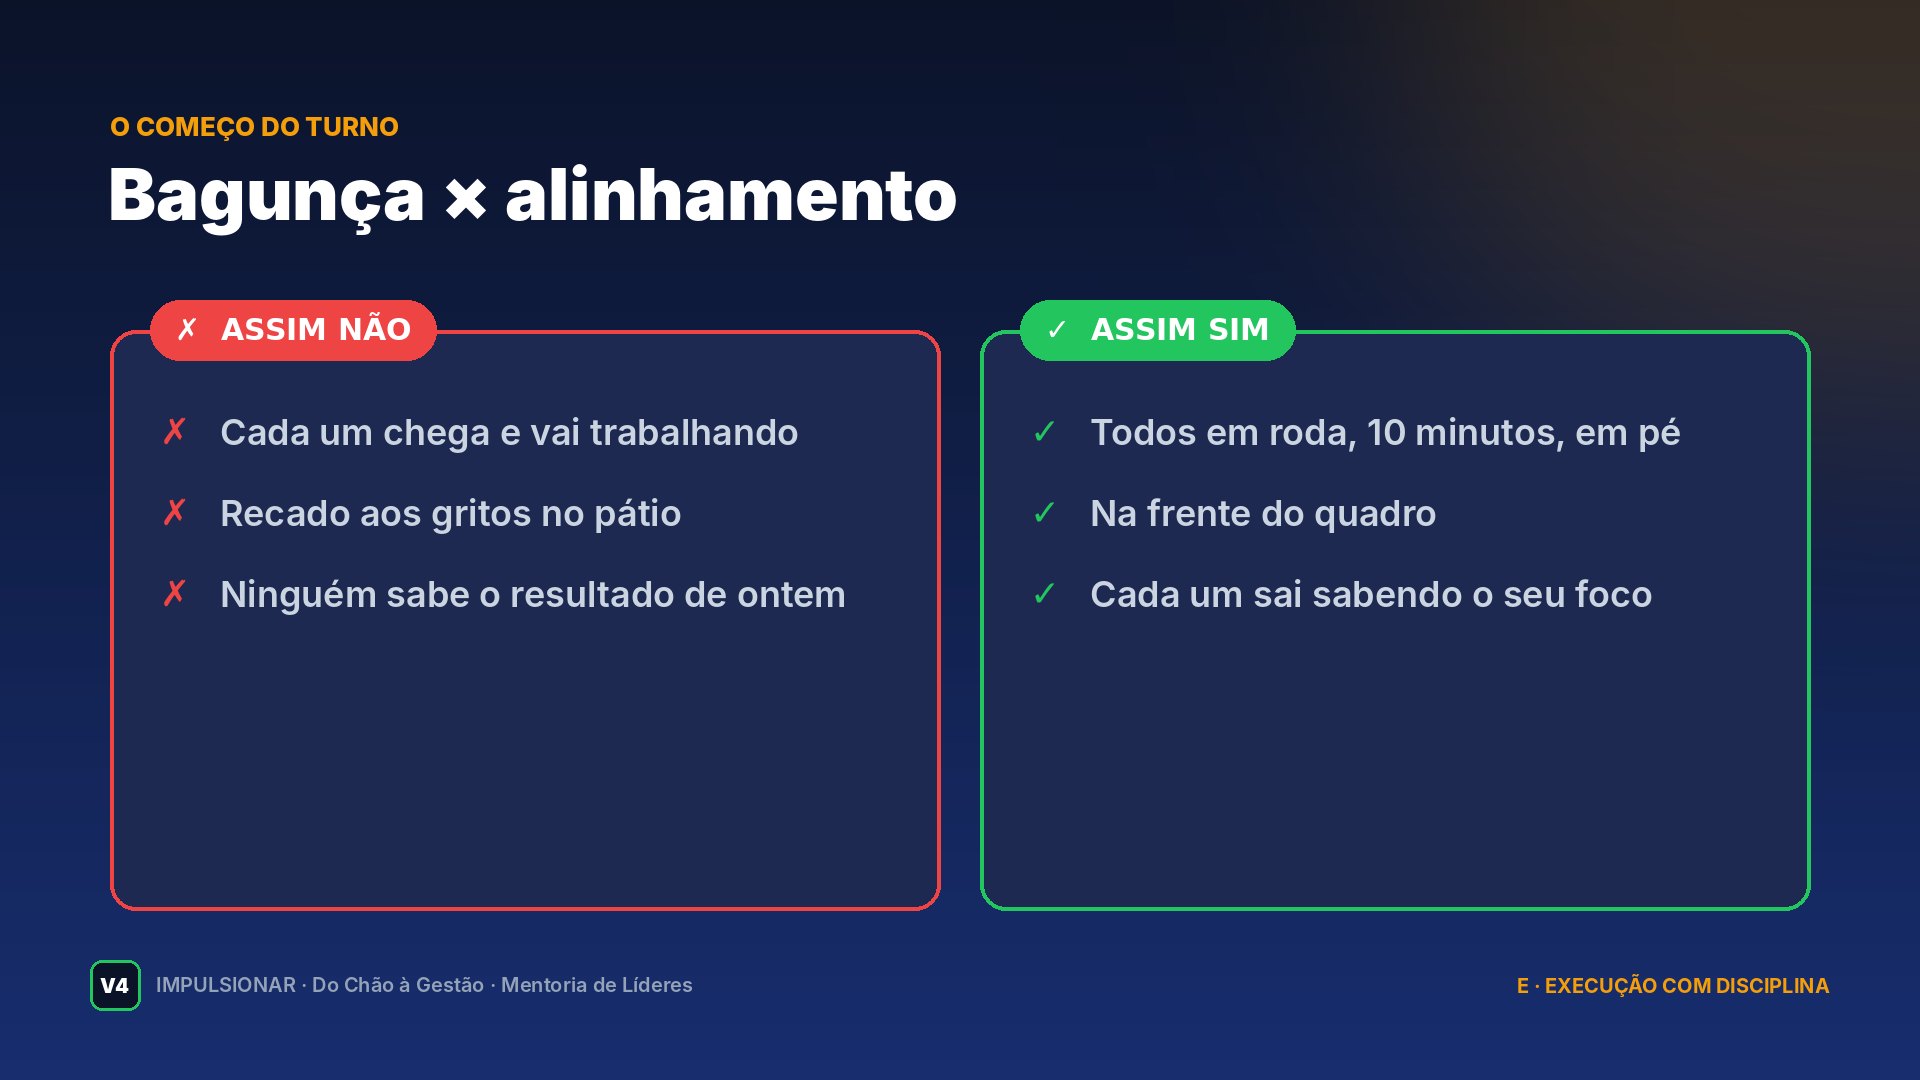 O COMEÇO DO TURNO
Bagunça × alinhamento
✗ ASSIM NÃO
✗ Cada um chega e vai trabalhando
✗ Recado aos gritos no pátio
✗ Ninguém sabe o resultado de ontem
✓ ASSIM SIM
✓ Todos em roda, 10 minutos, em pé
✓ Na frente do quadro
✓ Cada um sai sabendo o seu foco
V4 IMPULSIONAR · Do Chão à Gestão · Mentoria de Líderes
E · EXECUÇÃO COM DISCIPLINA